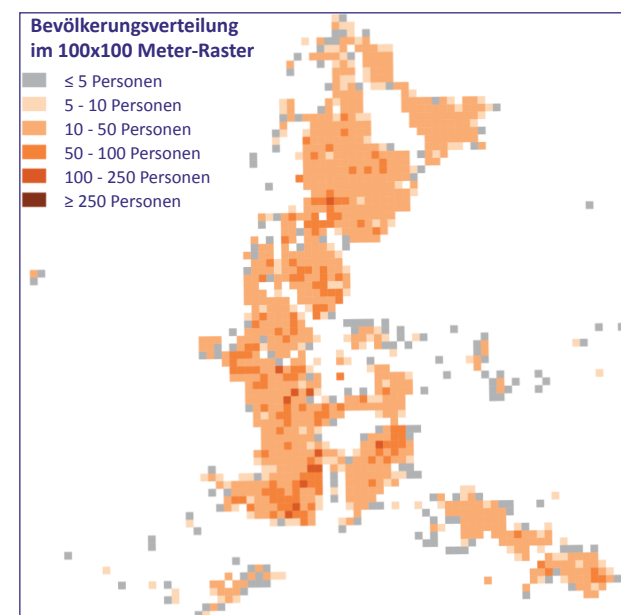 Bevölkerungsverteilung
im 100x100 Meter-Raster
≤ 5 Personen
5 - 10 Personen
10 - 50 Personen
50 - 100 Personen
100 - 250 Personen
≥ 250 Personen